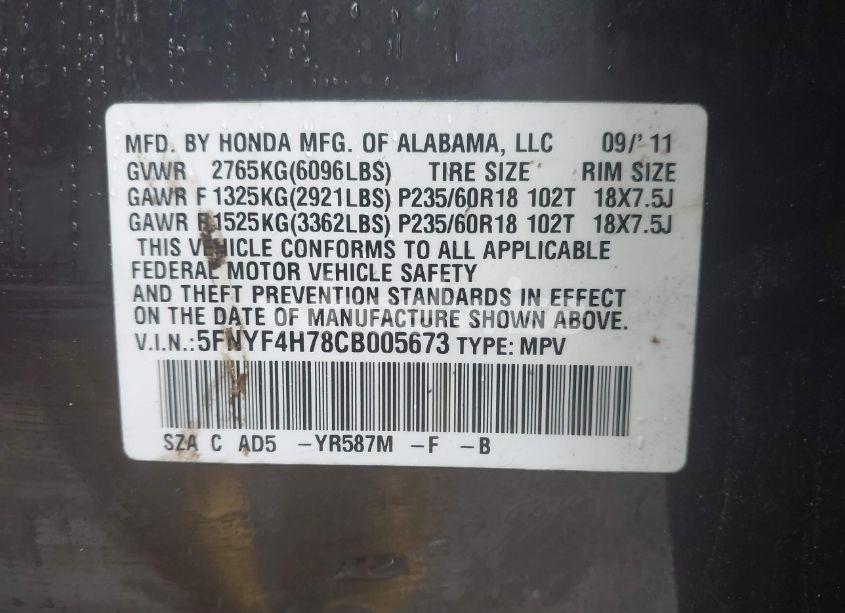 MFD. BY HONDA MFG. OF ALABAMA, LLC 09/' 11
GVWR 2765KG(6096LBS) TIRE SIZE RIM SIZE
GAWR F 1325KG(2921LBS) P235/60R18 102T 18X7.5J
GAWR R 1525KG(3362LBS) P235/60R18 102T 18X7.5J
THIS VEHICLE CONFORMS TO ALL APPLICABLE
FEDERAL MOTOR VEHICLE SAFETY
AND THEFT PREVENTION STANDARDS IN EFFECT
ON THE DATE OF MANUFACTURE SHOWN ABOVE.
V.I.N.:5FNYF4H78CB005673 TYPE: MPV
SZA C AD5 -YR587M -F -B